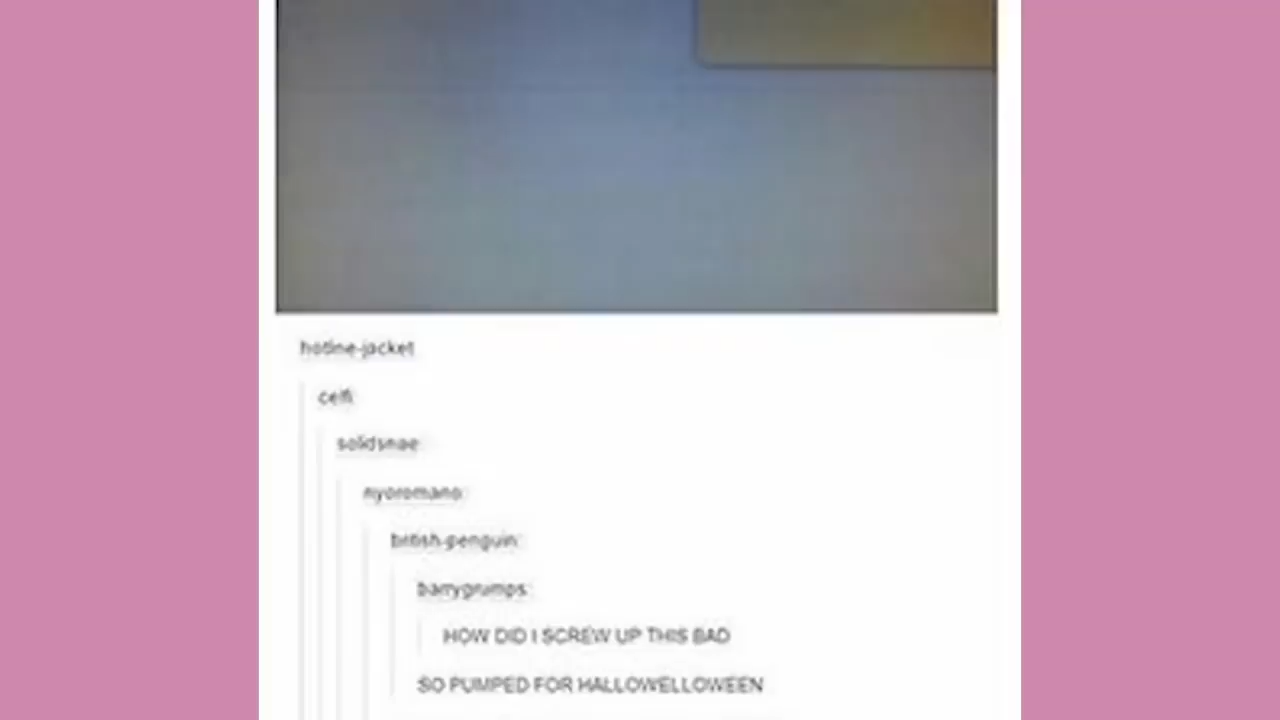 hotline-jacket
celfi
solidsnae
nyoromano
british-penguin
barrygrumps
HOW DID I SCREW UP THIS BAD
SO PUMPED FOR HALLOWELLOWEEN